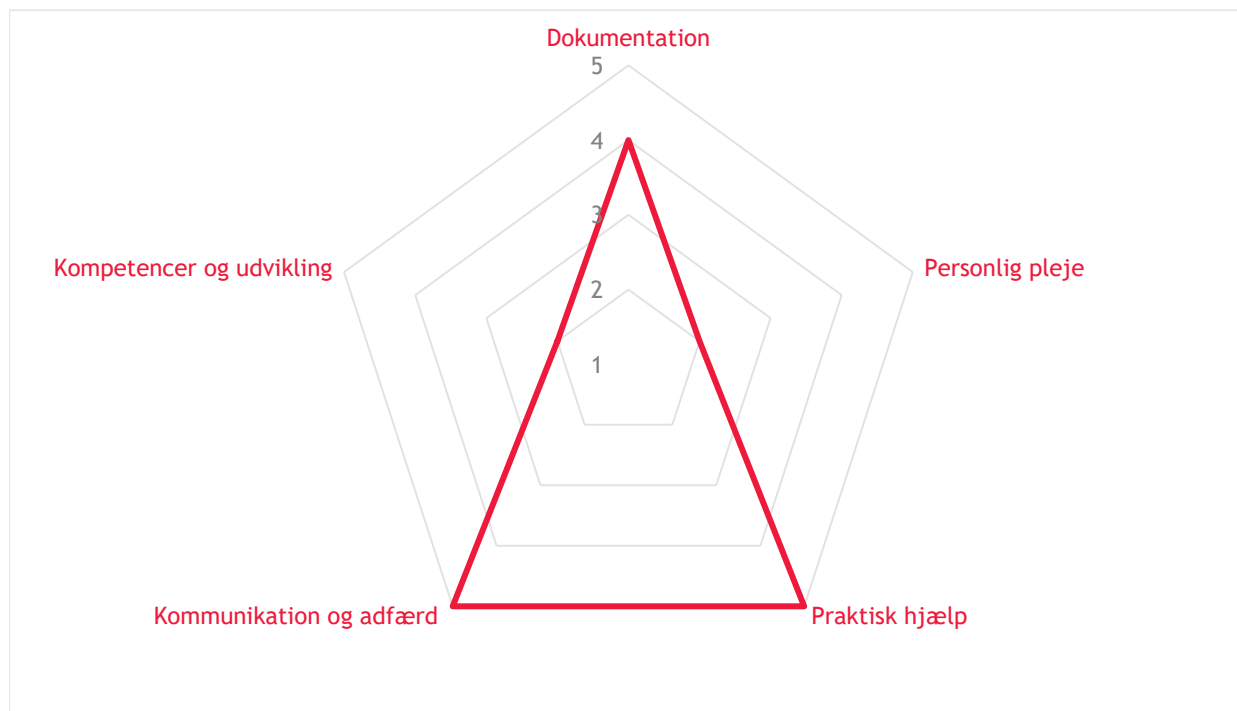 Dokumentation
5
4
3
2
1
Kompetencer og udvikling
Personlig pleje
Kommunikation og adfærd
Praktisk hjælp